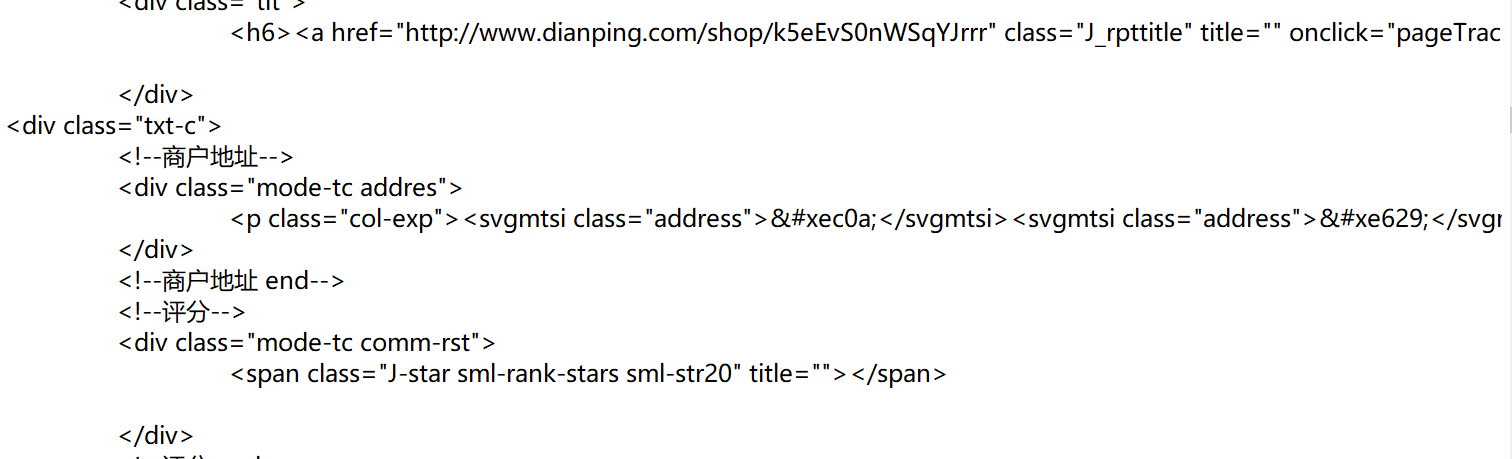 <div class="tit">
<h6><a href="http://www.dianping.com/shop/k5eEvS0nWSqYJrrr" class="J_rpttitle" title="" onclick="pageTrac
</div>
<div class="txt-c">
<!--商户地址-->
<div class="mode-tc addres">
<p class="col-exp"><svgmtsi class="address">&#xec0a;</svgmtsi><svgmtsi class="address">&#xe629;</svgr
</div>
<!--商户地址 end-->
<!--评分-->
<div class="mode-tc comm-rst">
<span class="J-star sml-rank-stars sml-str20" title=""></span>
</div>